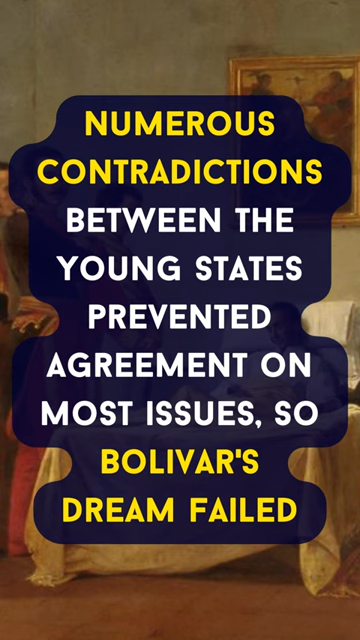 NUMEROUS
CONTRADICTIONS
BETWEEN THE
YOUNG STATES
PREVENTED
AGREEMENT ON
MOST ISSUES, SO
BOLIVAR'S
DREAM FAILED